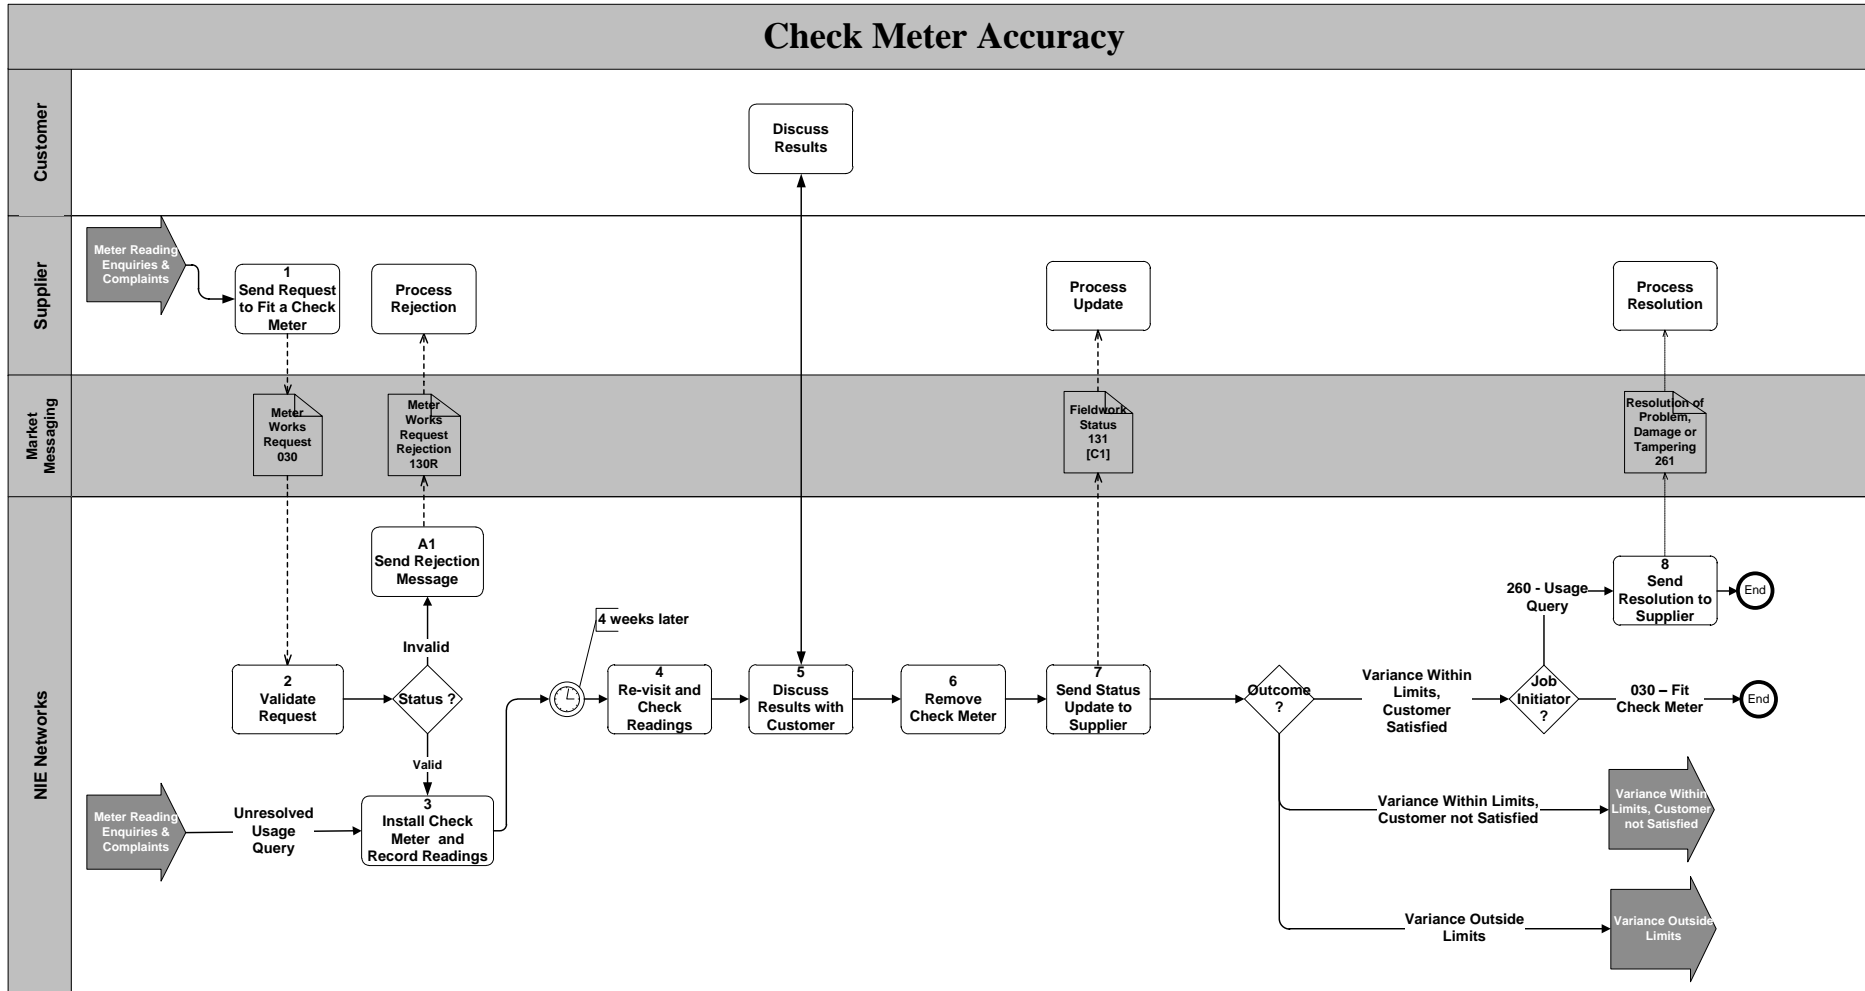 Check Meter Accuracy
Customer
Discuss
Results
Supplier
Meter Reading
Enquiries &
Complaints
1
Send Request
to Fit a Check
Meter
Process
Rejection
Process
Update
Process
Resolution
Market
Messaging
Meter
Works
Request
030
Meter
Works
Request
Rejection
130R
Fieldwork
Status
131
[C1]
Resolution of
Problem,
Damage or
Tampering
261
NIE Networks
A1
Send Rejection
Message
Invalid
2
Validate
Request
Status ?
Valid
Meter Reading
Enquiries &
Complaints
Unresolved
Usage
Query
3
Install Check
Meter and
Record Readings
4 weeks later
4
Re-visit and
Check
Readings
5
Discuss
Results with
Customer
6
Remove
Check Meter
7
Send Status
Update to
Supplier
Outcome
?
Variance Within
Limits,
Customer
Satisfied
Job
Initiator
?
260 - Usage
Query
8
Send
Resolution to
Supplier
End
030 – Fit
Check Meter
End
Variance Within Limits,
Customer not Satisfied
Variance Within
Limits, Customer
not Satisfied
Variance Outside
Limits
Variance Outside
Limits